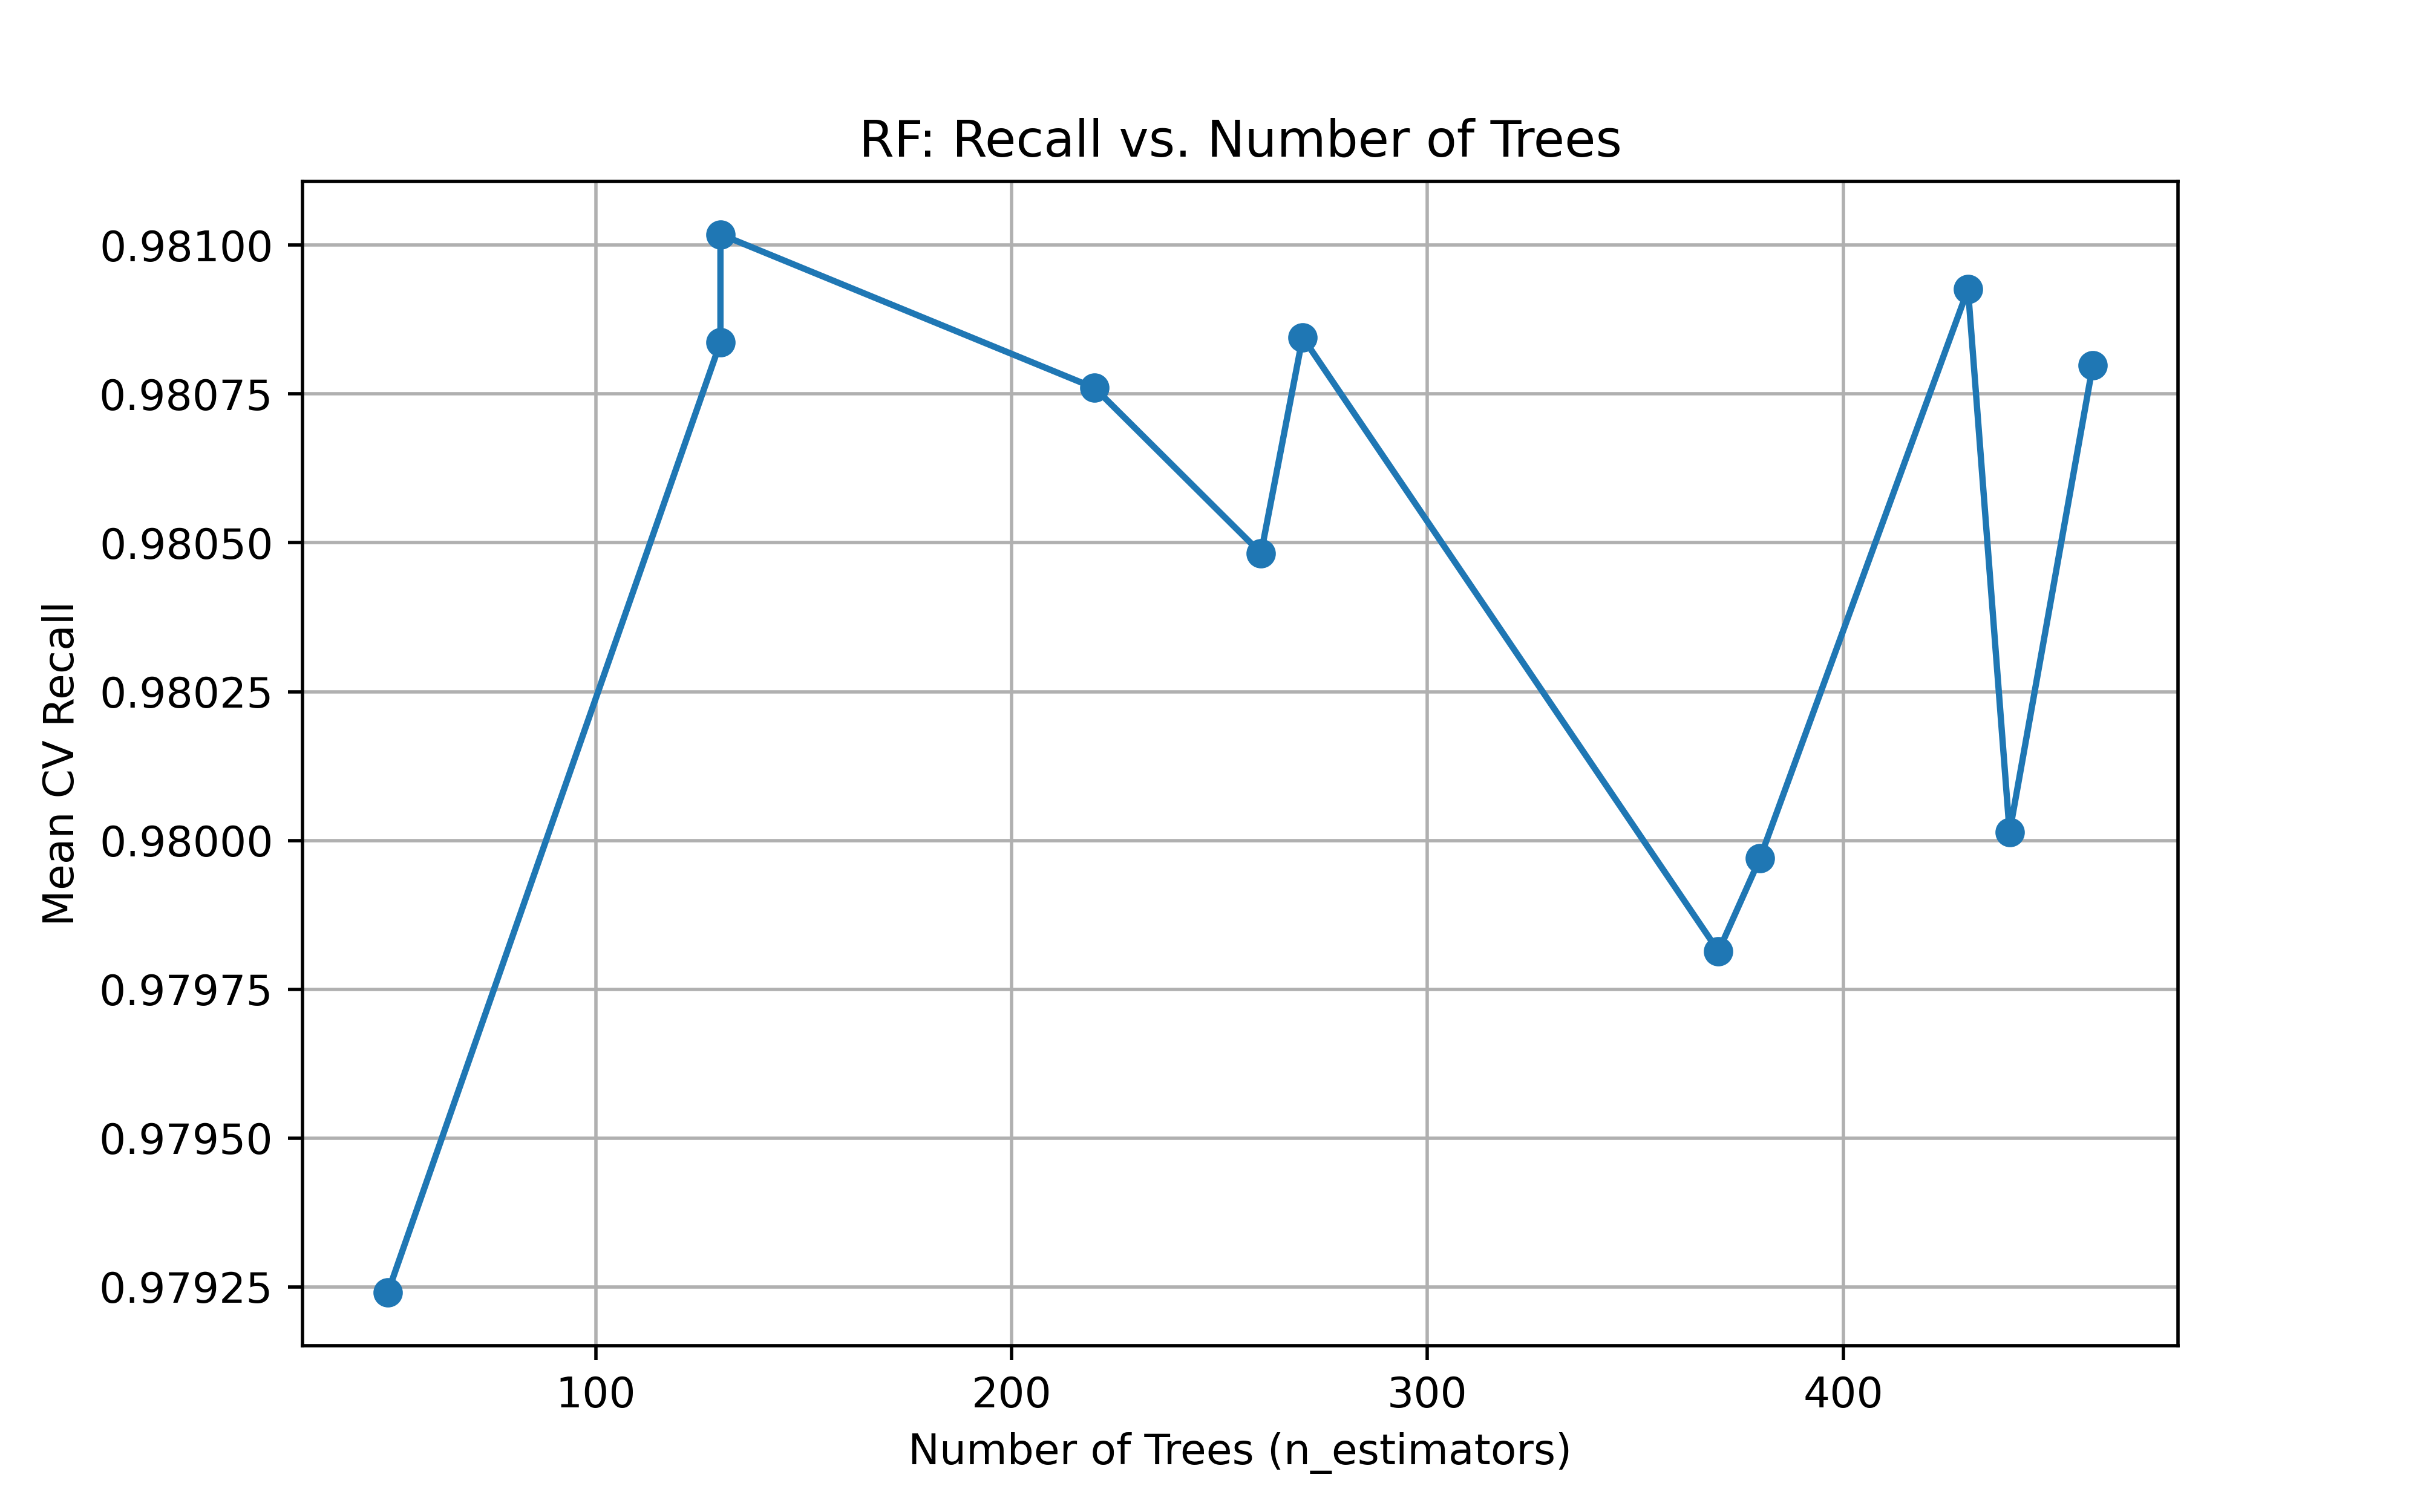 RF: Recall vs. Number of Trees
Mean CV Recall
0.98100
0.98075
0.98050
0.98025
0.98000
0.97975
0.97950
0.97925
100 200 300 400
Number of Trees (n_estimators)